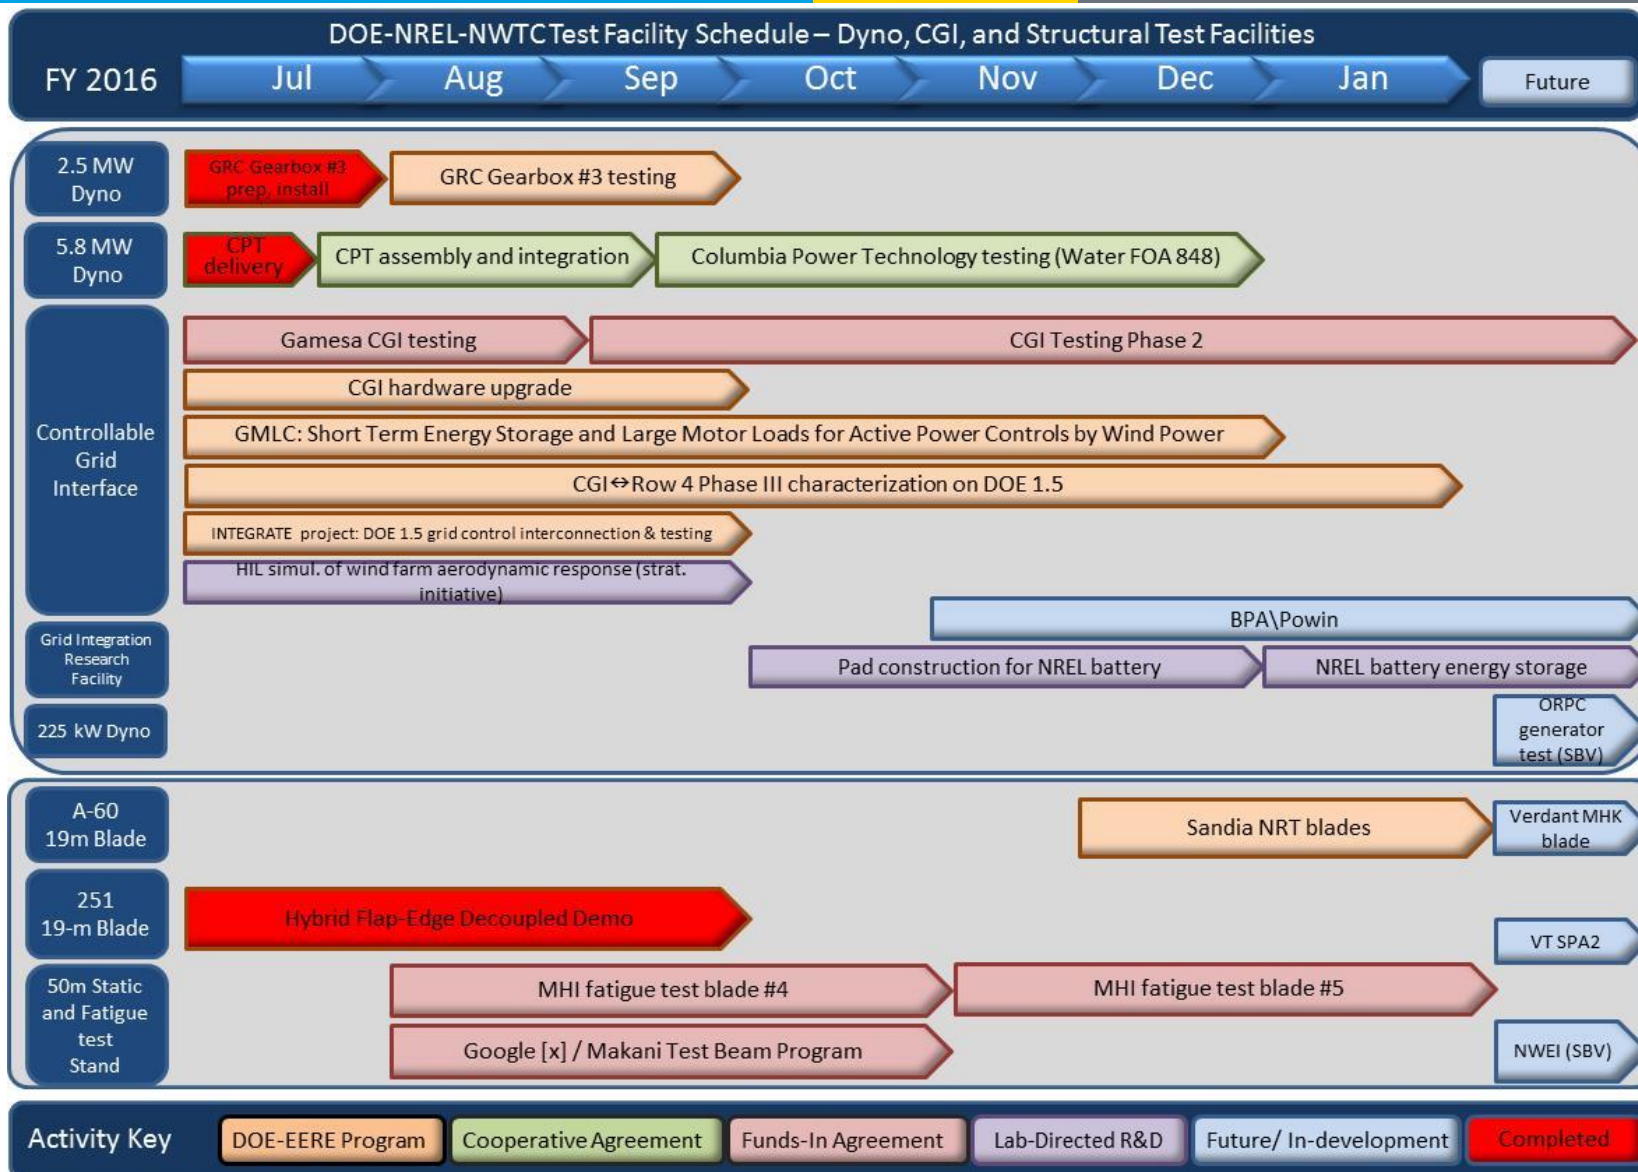 DOE-NREL-NWTC Test Facility Schedule – Dyno, CGI, and Structural Test Facilities
FY 2016
Jul
Aug
Sep
Oct
Nov
Dec
Jan
Future
2.5 MW
Dyno
GRC Gearbox #3
prep, install
GRC Gearbox #3 testing
5.8 MW
Dyno
CPT
delivery
CPT assembly and integration
Columbia Power Technology testing (Water FOA 848)
Controllable
Grid
Interface
Gamesa CGI testing
CGI Testing Phase 2
CGI hardware upgrade
GMLC: Short Term Energy Storage and Large Motor Loads for Active Power Controls by Wind Power
CGI⇔Row 4 Phase III characterization on DOE 1.5
INTEGRATE project: DOE 1.5 grid control interconnection & testing
HIL simul. of wind farm aerodynamic response (strat.
initiative)
BPA\Powin
Grid Integration
Research
Facility
Pad construction for NREL battery
NREL battery energy storage
225 kW Dyno
ORPC
generator
test (SBV)
A-60
19m Blade
Sandia NRT blades
Verdant MHK
blade
251
19-m Blade
Hybrid Flap-Edge Decoupled Demo
VT SPA2
50m Static
and Fatigue
test
Stand
MHI fatigue test blade #4
MHI fatigue test blade #5
Google [x] / Makani Test Beam Program
NWEI (SBV)
Activity Key
DOE-EERE Program
Cooperative Agreement
Funds-In Agreement
Lab-Directed R&D
Future/ In-development
Completed